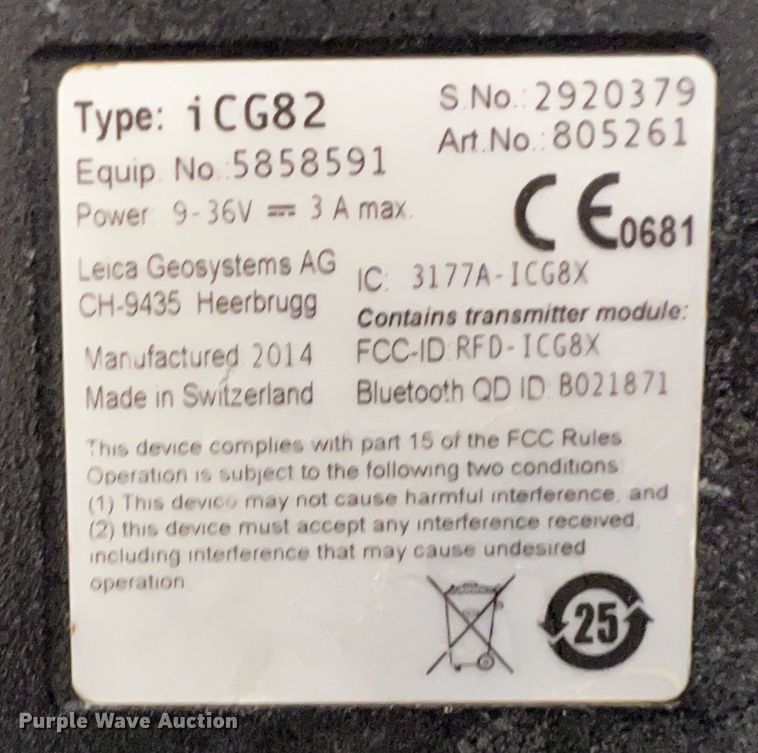 Type: iCG82
S.No.: 2920379
Art.No.: 805261
Equip. No.: 5858591
Power: 9-36V ⎓ 3 A max.
CE0681
Leica Geosystems AG
CH-9435 Heerbrugg
IC: 3177A-ICG8X
Contains transmitter module:
FCC-ID:RFD-ICG8X
Bluetooth QD ID: B021871
Manufactured 2014
Made in Switzerland
This device complies with part 15 of the FCC Rules
Operation is subject to the following two conditions
(1) This device may not cause harmful interference, and
(2) this device must accept any interference received,
including interference that may cause undesired
operation
25
Purple Wave Auction